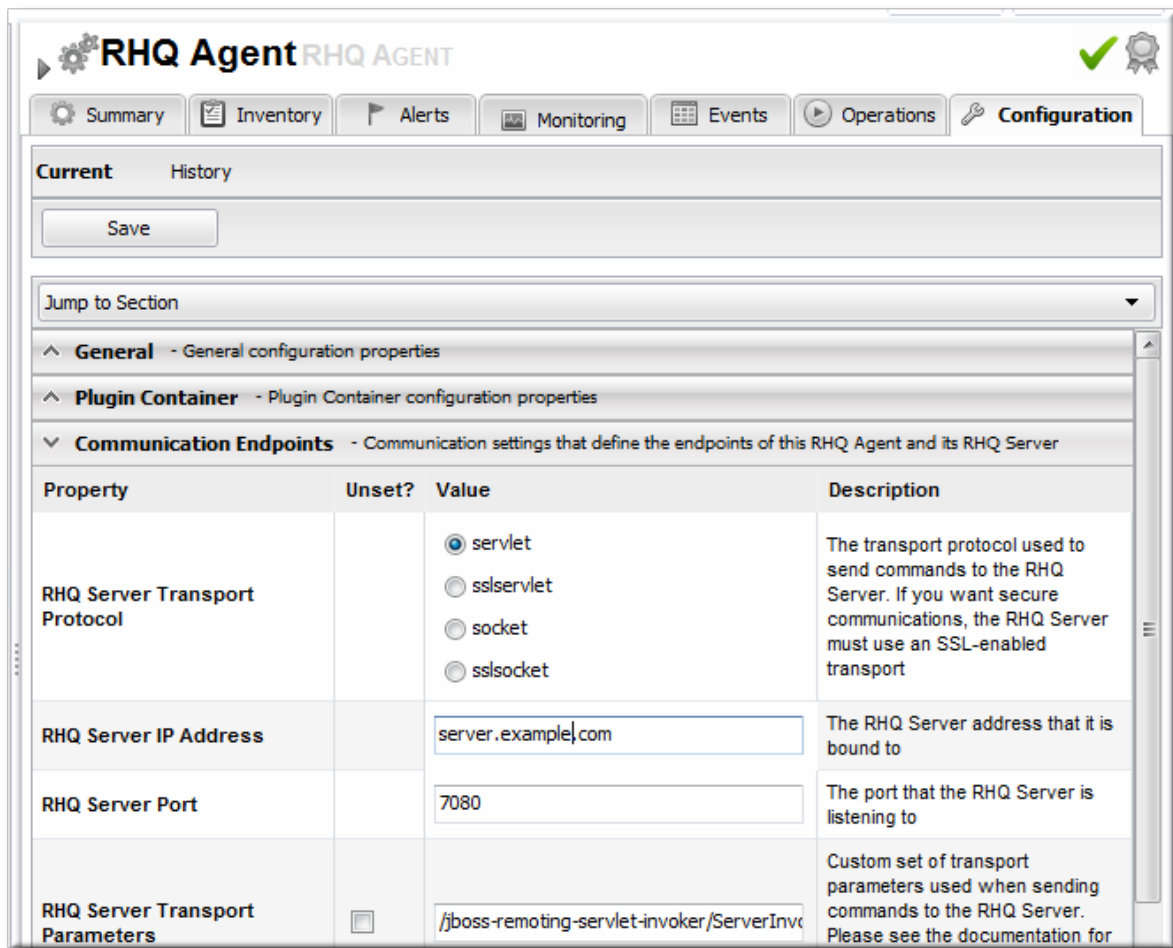 RHQ Agent RHQ AGENT
Summary Inventory Alerts Monitoring Events Operations Configuration
Current History
Save
Jump to Section
General - General configuration properties
Plugin Container - Plugin Container configuration properties
Communication Endpoints - Communication settings that define the endpoints of this RHQ Agent and its RHQ Server
Property Unset? Value Description
RHQ Server Transport
Protocol
servlet
sslservlet
socket
sslsocket
The transport protocol used to
send commands to the RHQ
Server. If you want secure
communications, the RHQ Server
must use an SSL-enabled
transport
RHQ Server IP Address
server.example.com
The RHQ Server address that it is
bound to
RHQ Server Port
7080
The port that the RHQ Server is
listening to
RHQ Server Transport
Parameters
/jboss-remoting-servlet-invoker/ServerInvo
Custom set of transport
parameters used when sending
commands to the RHQ Server.
Please see the documentation for